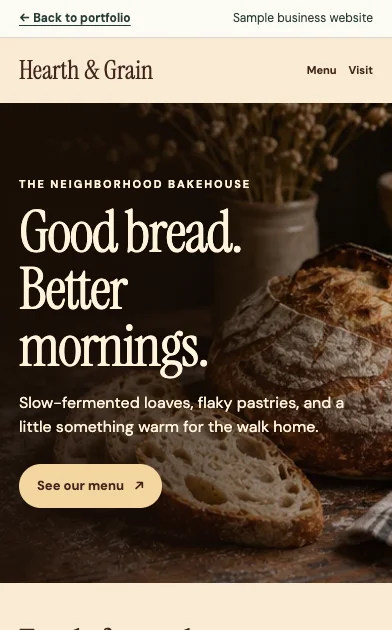 ← Back to portfolio
Sample business website
Hearth & Grain
Menu Visit
THE NEIGHBORHOOD BAKEHOUSE
Good bread.
Better
mornings.
Slow-fermented loaves, flaky pastries, and a
little something warm for the walk home.
See our menu ↗